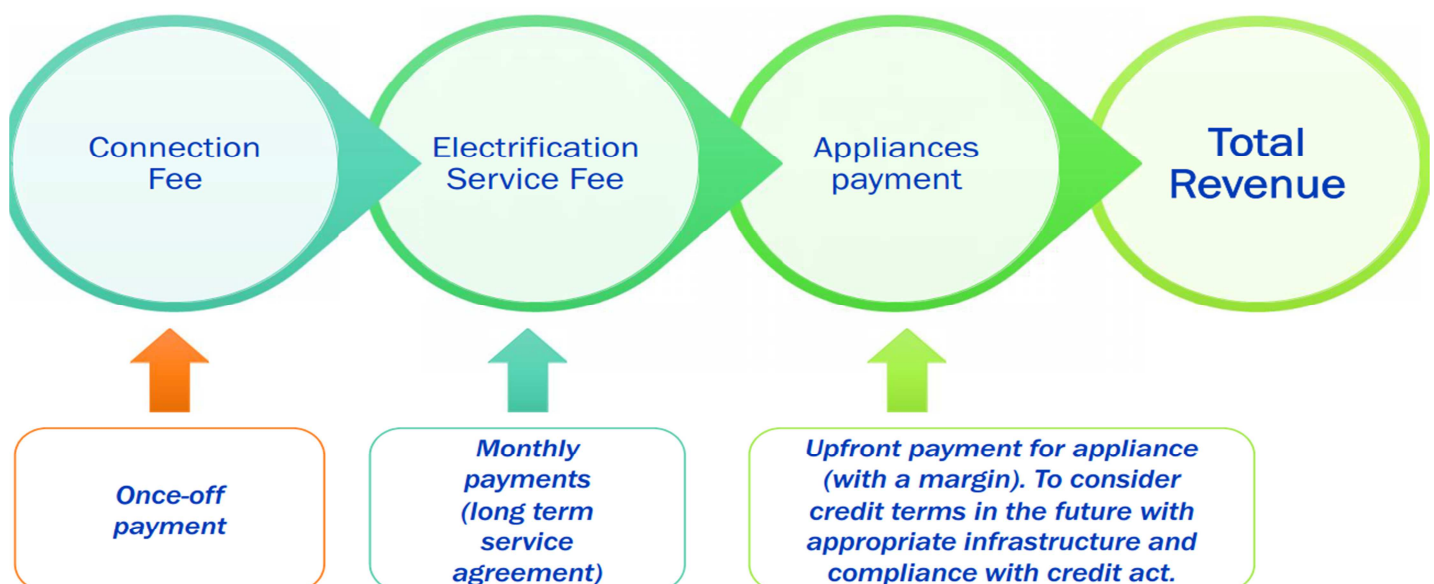 Connection
Fee
Electrification
Service Fee
Appliances
payment
Total
Revenue
Once-off
payment
Monthly
payments
(long term
service
agreement)
Upfront payment for appliance
(with a margin). To consider
credit terms in the future with
appropriate infrastructure and
compliance with credit act.